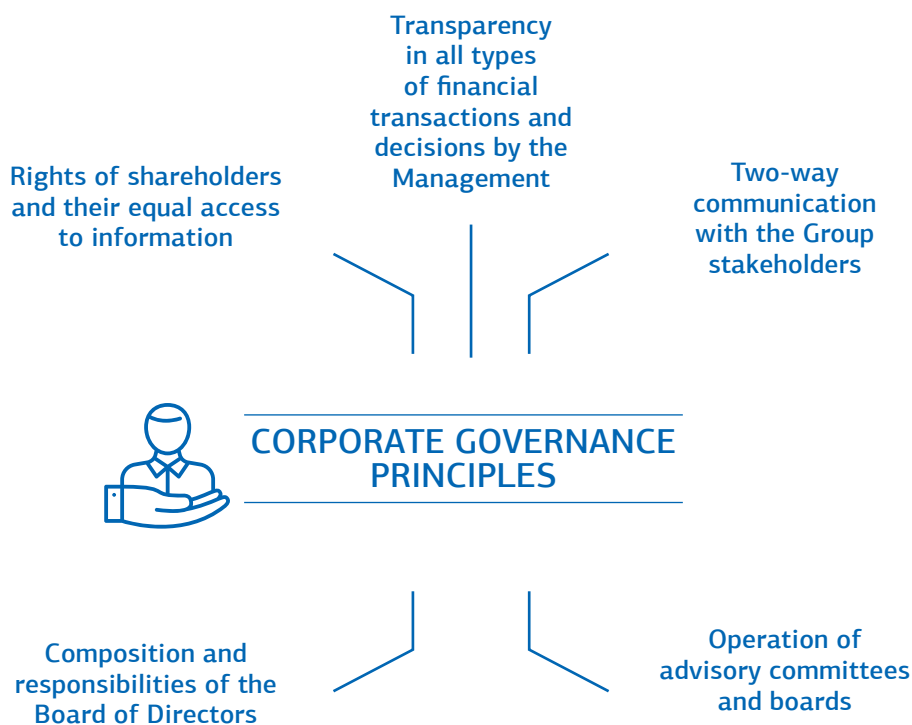 Transparency
in all types
of financial
transactions and
decisions by the
Management
Rights of shareholders
and their equal access
to information
Two-way
communication
with the Group
stakeholders
CORPORATE GOVERNANCE
PRINCIPLES
Composition and
responsibilities of the
Board of Directors
Operation of
advisory committees
and boards